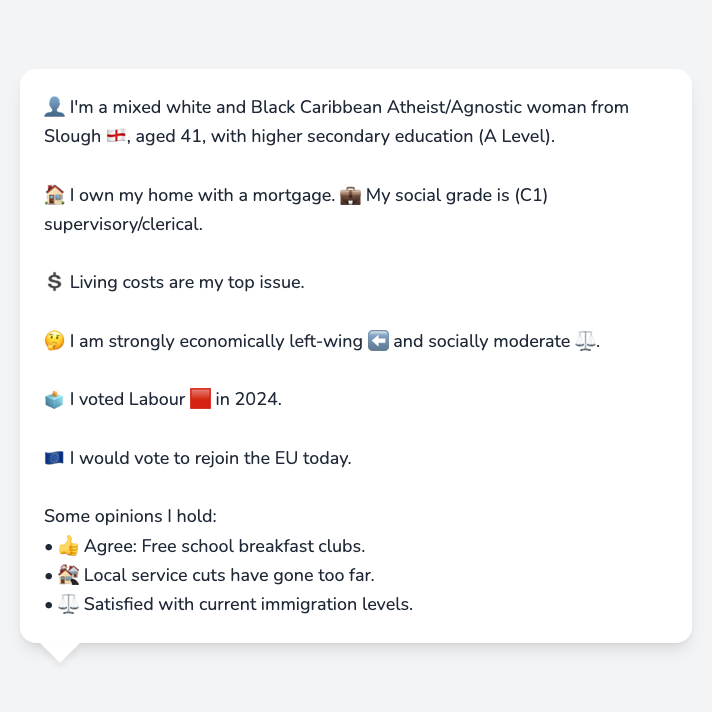 👤 I'm a mixed white and Black Caribbean Atheist/Agnostic woman from
Slough 🏴󠁧󠁢󠁥󠁮󠁧󠁿, aged 41, with higher secondary education (A Level).
🏠 I own my home with a mortgage. 💼 My social grade is (C1)
supervisory/clerical.
💲 Living costs are my top issue.
🤔 I am strongly economically left-wing ⬅️ and socially moderate ⚖️.
🗳️ I voted Labour 🟥 in 2024.
🇪🇺 I would vote to rejoin the EU today.
Some opinions I hold:
• 👍 Agree: Free school breakfast clubs.
• 🏚️ Local service cuts have gone too far.
• ⚖️ Satisfied with current immigration levels.